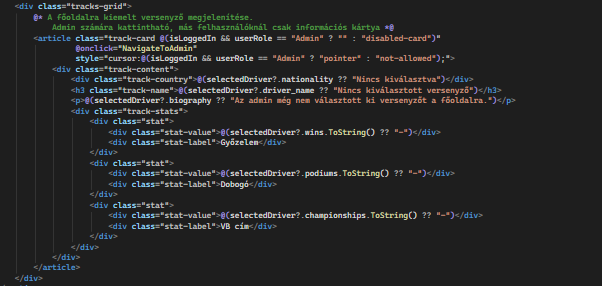 <div class="tracks-grid">
@* A főoldalra kiemelt versenyző megjelenítése.
Admin számára kattintható, más felhasználóknál csak információs kártya *@
<article class="track-card @(isLoggedIn && userRole == "Admin" ? "" : "disabled-card")"
@onclick="NavigateToAdmin"
style="cursor:@(isLoggedIn && userRole == "Admin" ? "pointer" : "not-allowed");">
<div class="track-content">
<div class="track-country">@(selectedDriver?.nationality ?? "Nincs kiválasztva")</div>
<h3 class="track-name">@(selectedDriver?.driver_name ?? "Nincs kiválasztott versenyző")</h3>
<p>@(selectedDriver?.biography ?? "Az admin még nem választott ki versenyzőt a főoldalra.")</p>
<div class="track-stats">
<div class="stat">
<div class="stat-value">@(selectedDriver?.wins.ToString() ?? "-")</div>
<div class="stat-label">Győzelem</div>
</div>
<div class="stat">
<div class="stat-value">@(selectedDriver?.podiums.ToString() ?? "-")</div>
<div class="stat-label">Dobogó</div>
</div>
<div class="stat">
<div class="stat-value">@(selectedDriver?.championships.ToString() ?? "-")</div>
<div class="stat-label">VB cím</div>
</div>
</div>
</div>
</article>
</div>